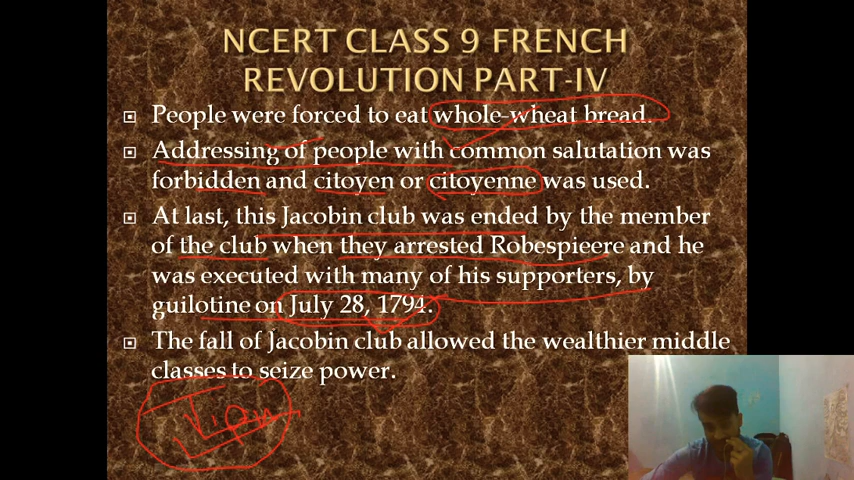 NCERT CLASS 9 FRENCH
REVOLUTION PART-IV
People were forced to eat whole-wheat bread.
Addressing of people with common salutation was
forbidden and citoyen or citoyenne was used.
At last, this Jacobin club was ended by the member
of the club when they arrested Robespieere and he
was executed with many of his supporters, by
guilotine on July 28, 1794.
The fall of Jacobin club allowed the wealthier middle
classes to seize power.